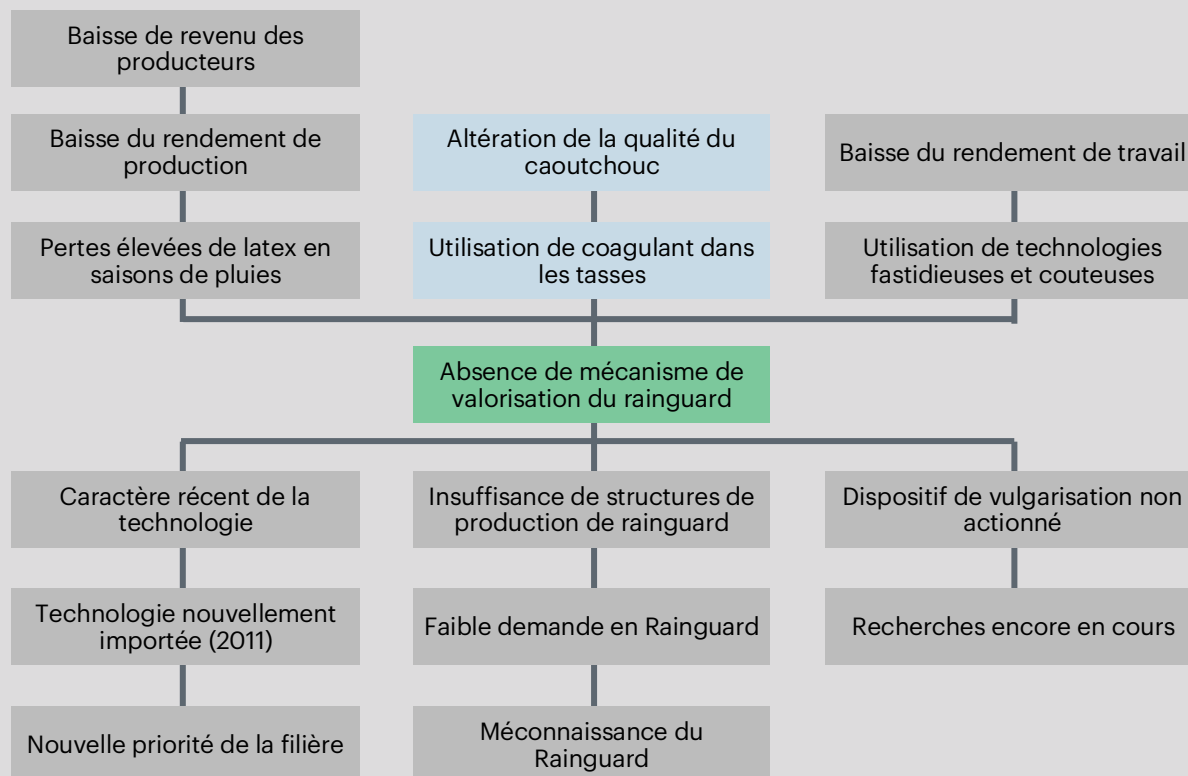 Baisse de revenu des
producteurs
Baisse du rendement de
production
Altération de la qualité du
caoutchouc
Baisse du rendement de travail
Pertes élevées de latex en
saisons de pluies
Utilisation de coagulant dans
les tasses
Utilisation de technologies
fastidieuses et couteuses
Absence de mécanisme de
valorisation du rainguard
Caractère récent de la
technologie
Insuffisance de structures de
production de rainguard
Dispositif de vulgarisation non
actionné
Technologie nouvellement
importée (2011)
Faible demande en Rainguard
Recherches encore en cours
Nouvelle priorité de la filière
Méconnaissance du
Rainguard